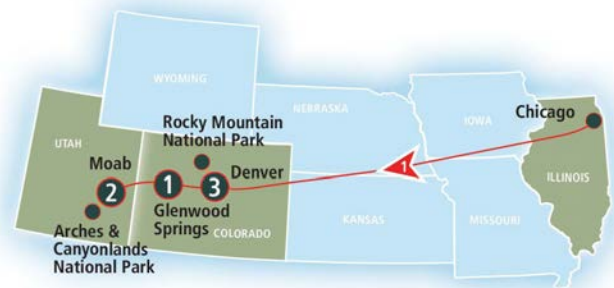 WYOMING
Rocky Mountain
National Park
NEBRASKA
IOWA
Chicago
UTAH
Moab
Denver
1
ILLINOIS
2
1
3
Glenwood
Springs
COLORADO
KANSAS
MISSOURI
Arches &
Canyonlands
National Park